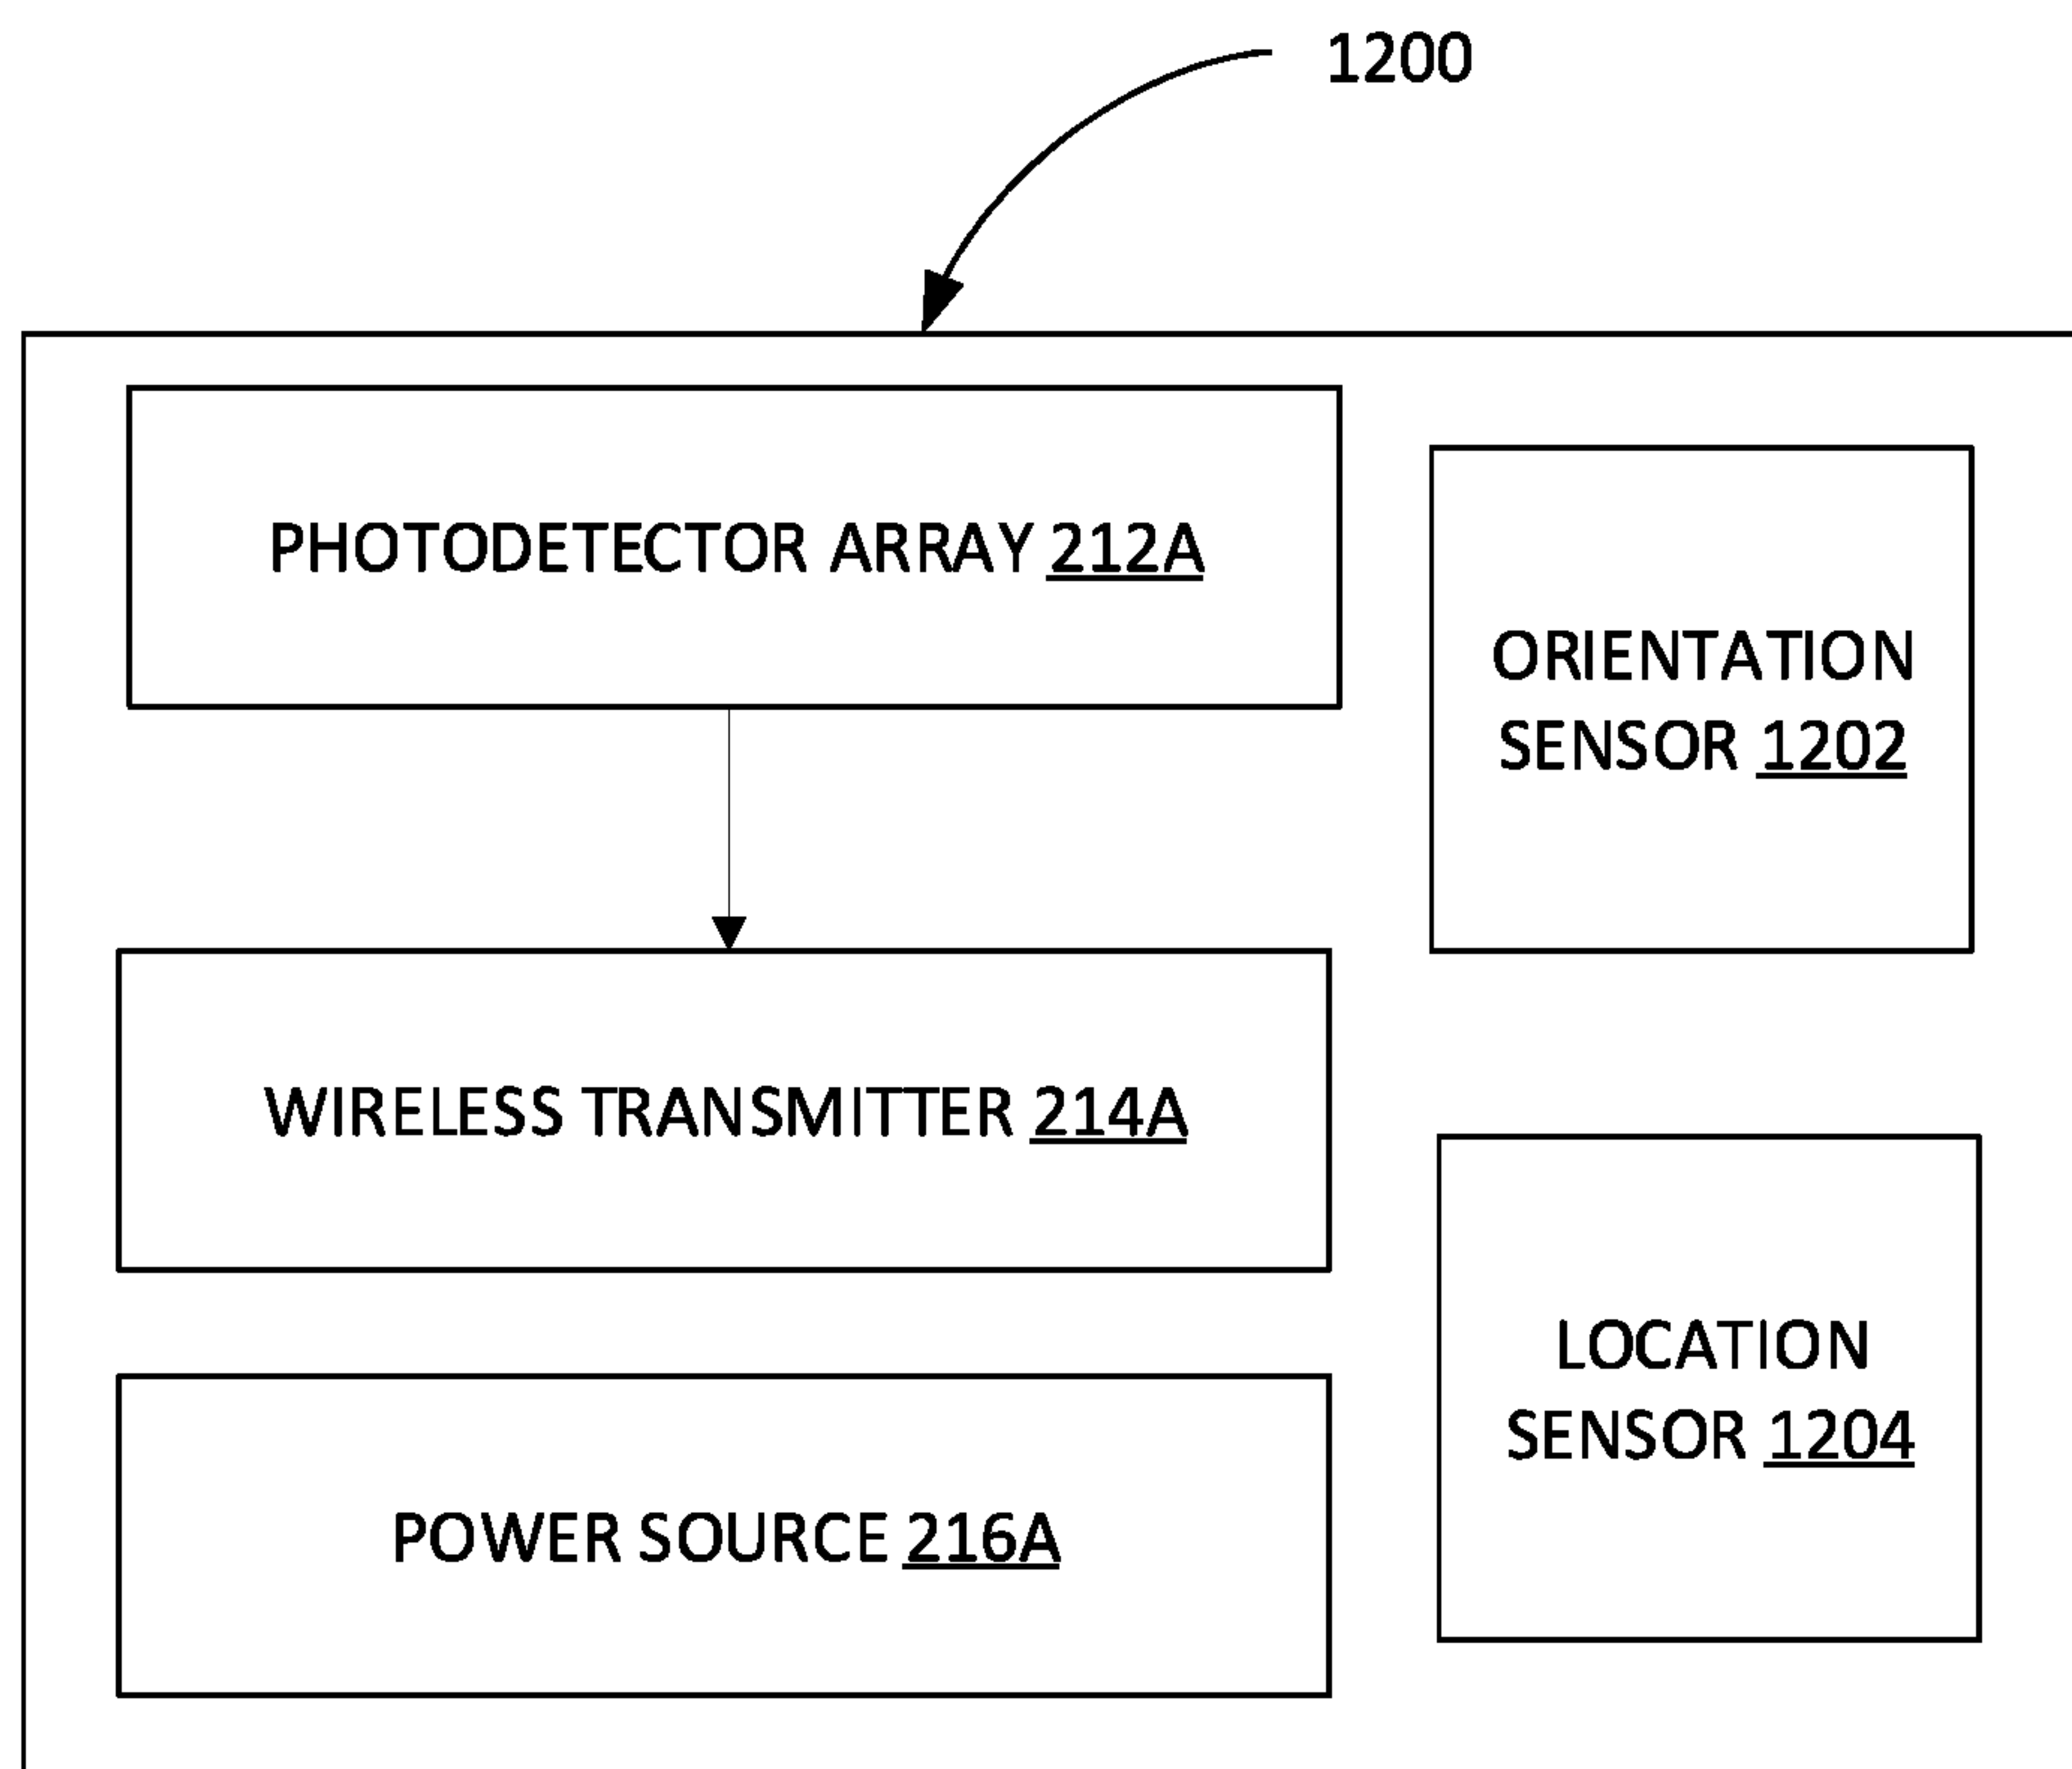 1200
PHOTODETECTOR ARRAY 212A
ORIENTATION
SENSOR 1202
WIRELESS TRANSMITTER 214A
LOCATION
SENSOR 1204
POWER SOURCE 216A